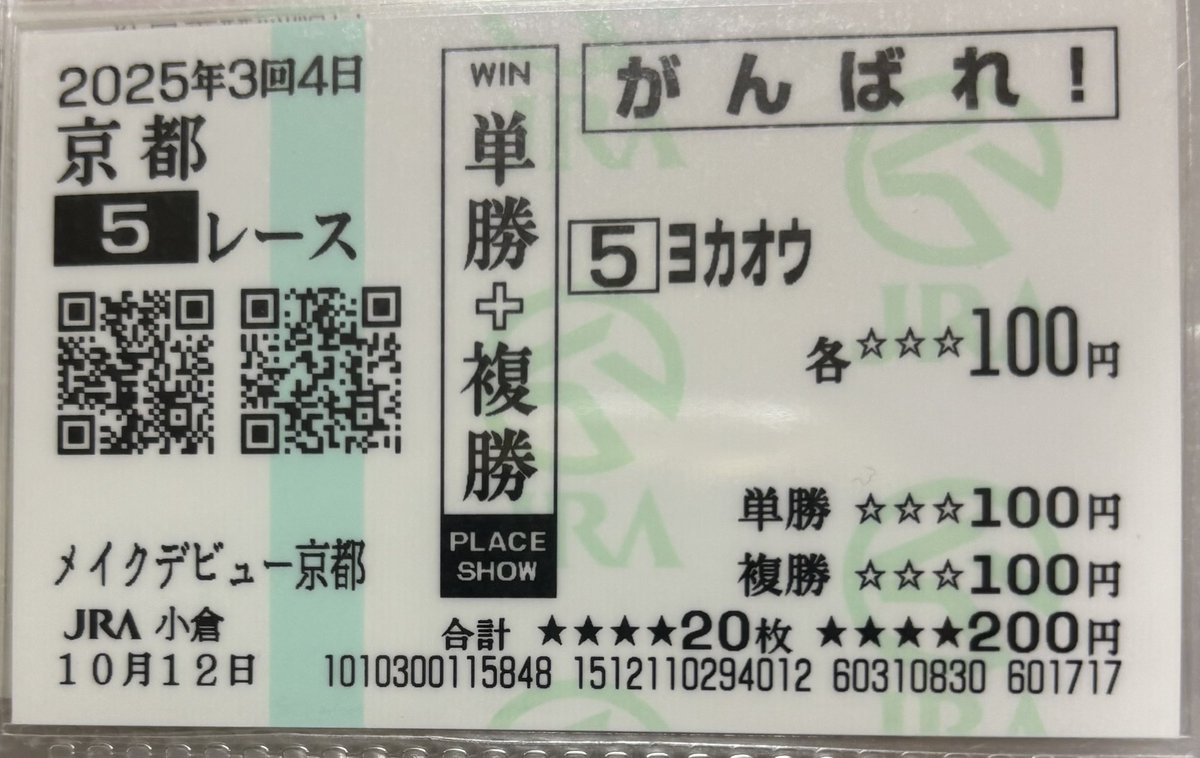 2025年3回4日
京都
5レース
メイクデビュー京都
JRA 小倉
10月12日
WIN
単勝+複勝
PLACE
SHOW
がんばれ!
5 ヨカオウ
各☆☆☆100円
単勝 ☆☆☆100円
複勝 ☆☆☆100円
合計 ★★★★20枚 ★★★★200円
1010300115848 1512110294012 60310830 601717
JRA
JRA
JRA
JRA